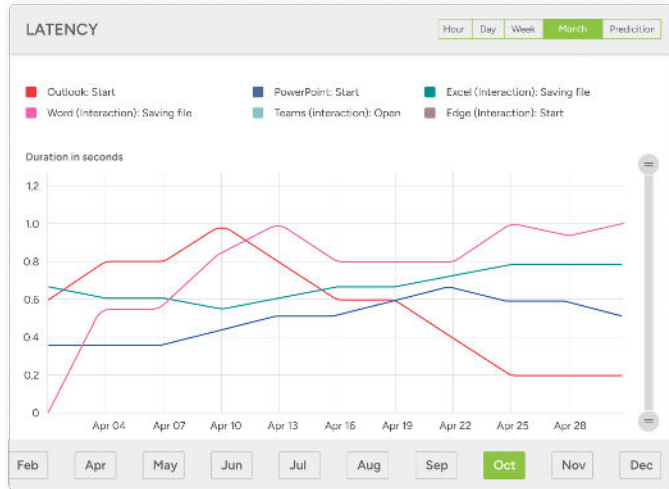 LATENCY
Hour Day Week Month Predicition
Outlook: Start PowerPoint: Start Excel (Interaction): Saving file
Word (Interaction): Saving file Teams (interaction): Open Edge (Interaction): Start
Duration in seconds
1.2
1.0
0.8
0.6
0.4
0.2
0
Apr 04 Apr 07 Apr 10 Apr 13 Apr 16 Apr 19 Apr 22 Apr 25 Apr 28
Feb Apr May Jun Jul Aug Sep Oct Nov Dec